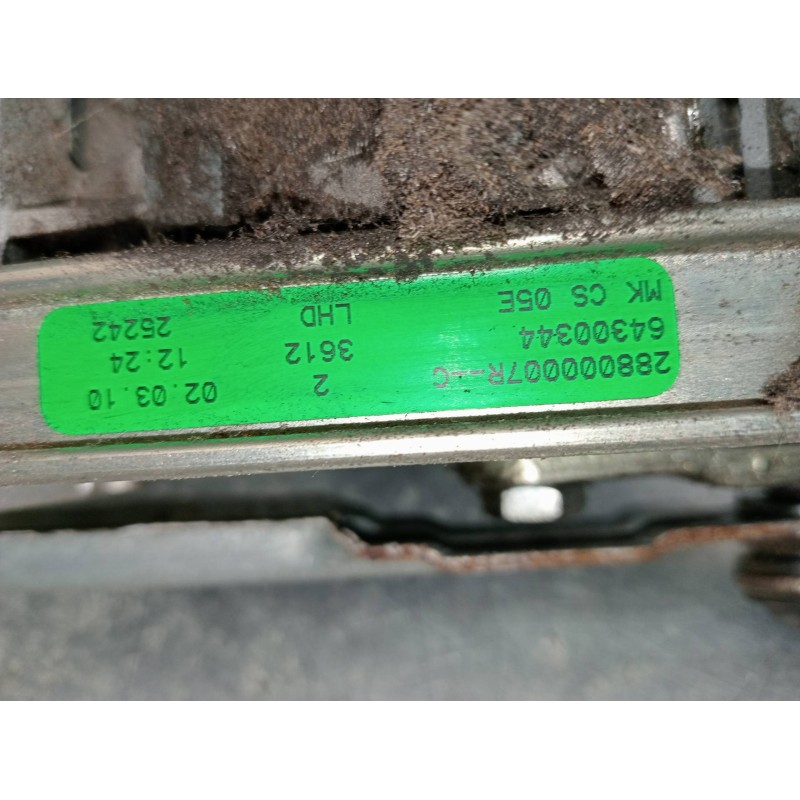 288000007R--C 2 02.03.10
64300344 3612 12:24
MK CS 05E LHD 25242